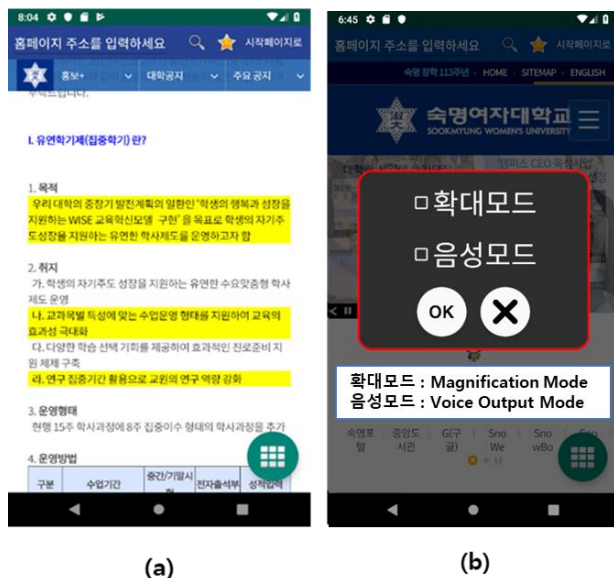 8:04
홈페이지 주소를 입력하세요
시작페이지로
홍보+
대학공지
주요 공지
I. 유연학기제(집중학기) 란?
1. 목적
우리 대학의 중장기 발전계획의 일환인 '학생의 행복과 성장을
지원하는 WISE 교육혁신모델 구현'을 목표로 학생의 자기주
도성장을 지원하는 유연한 학사제도를 운영하고자 함
2. 취지
가. 학생의 자기주도 성장을 지원하는 유연한 수요맞춤형 학사
제도 운영
나. 교과목별 특성에 맞는 수업운영 형태를 지원하여 교육의
효과성 극대화
다. 다양한 학습 선택 기회를 제공하여 효과적인 진로준비 지
원 체제 구축
라. 연구 집중기간 활용으로 교원의 연구 역량 강화
3. 운영형태
현행 15주 학사과정에 8주 집중이수 형태의 학사과정을 추가
4. 운영방법
구분
수업기간
중간/기말시
전자출석부
성적입력
(a)
6:45
홈페이지 주소를 입력하세요
시작페이지로
숙명 창학 113주년
HOME
SITEMAP
ENGLISH
숙명여자대학교
SOOKMYUNG WOMEN'S UNIVERSITY
확대모드
음성모드
OK
확대모드 : Magnification Mode
음성모드 : Voice Output Mode
숙명포
털
중앙도
서관
G(구
글)
Sno
We
Sno
wBo
Sno
(b)